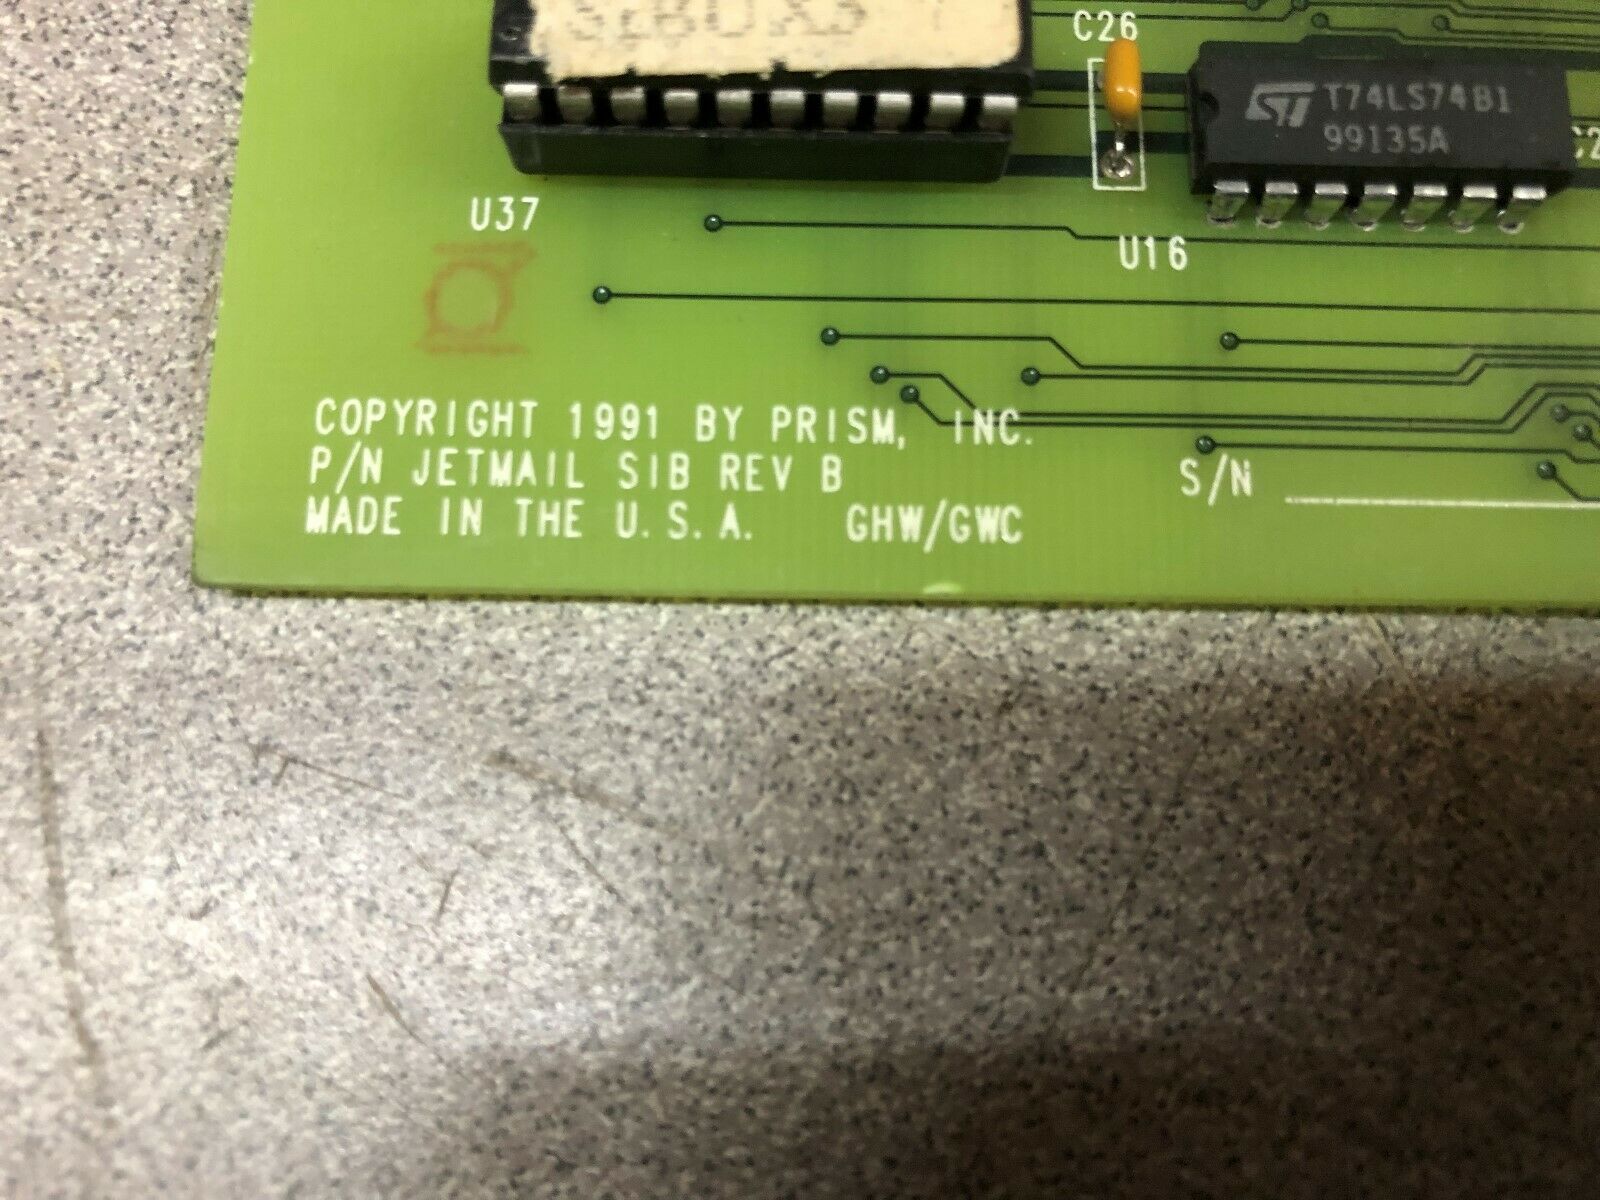 SIBUX3
C26
ST T74LS74B1
99135A
U37
U16
COPYRIGHT 1991 BY PRISM, INC.
P/N JETMAIL SIB REV B
S/N
MADE IN THE U.S.A. GHW/GWC